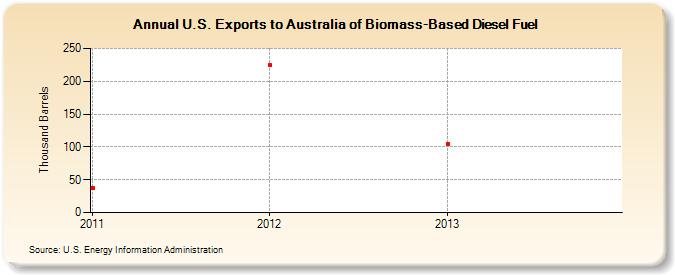 Annual U.S. Exports to Australia of Biomass-Based Diesel Fuel
Thousand Barrels
250
200
150
100
50
0
2011 2012 2013
Source: U.S. Energy Information Administration